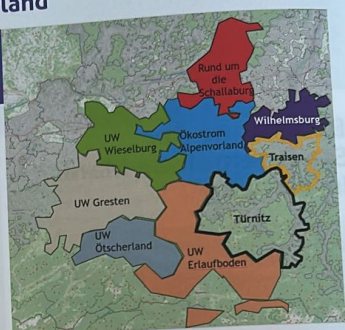 land
Rund um
die
Schallaburg
Wilhelmsburg
UW
Wieselburg
Ökostrom
Alpenvorland
Traisen
UW Gresten
Türnitz
UW
Ötscherland
UW
Erlaufboden